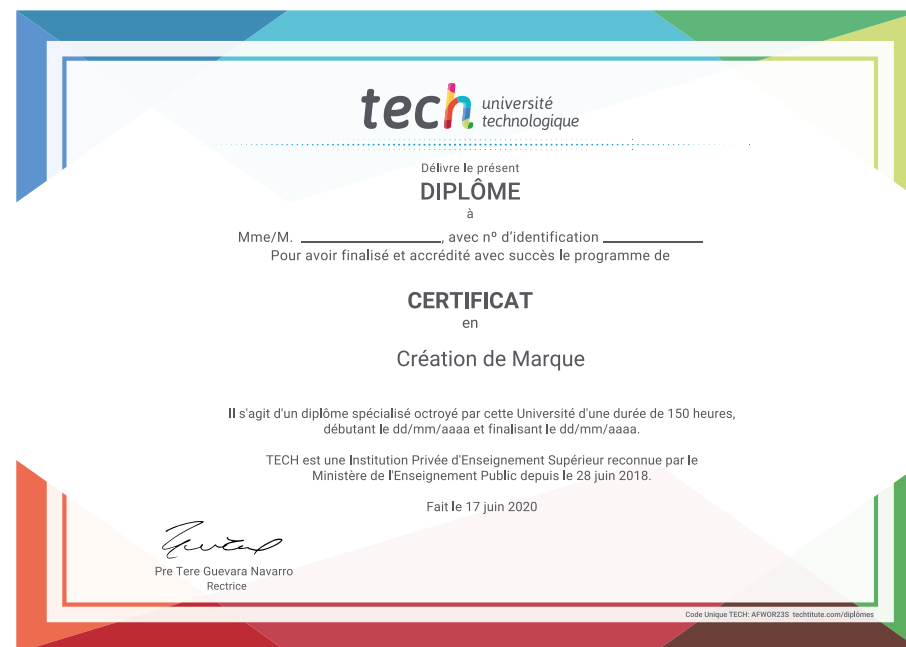 tech université
technologique
Délivre le présent
DIPLÔME
à
Mme/M. ____________________, avec nº d'identification ______________
Pour avoir finalisé et accrédité avec succès le programme de
CERTIFICAT
en
Création de Marque
Il s'agit d'un diplôme spécialisé octroyé par cette Université d'une durée de 150 heures,
débutant le dd/mm/aaaa et finalisant le dd/mm/aaaa.
TECH est une Institution Privée d'Enseignement Supérieur reconnue par le
Ministère de l'Enseignement Public depuis le 28 juin 2018.
Fait le 17 juin 2020
Pre Tere Guevara Navarro
Rectrice
Code Unique TECH: AFWOR23S techtitute.com/diplômes